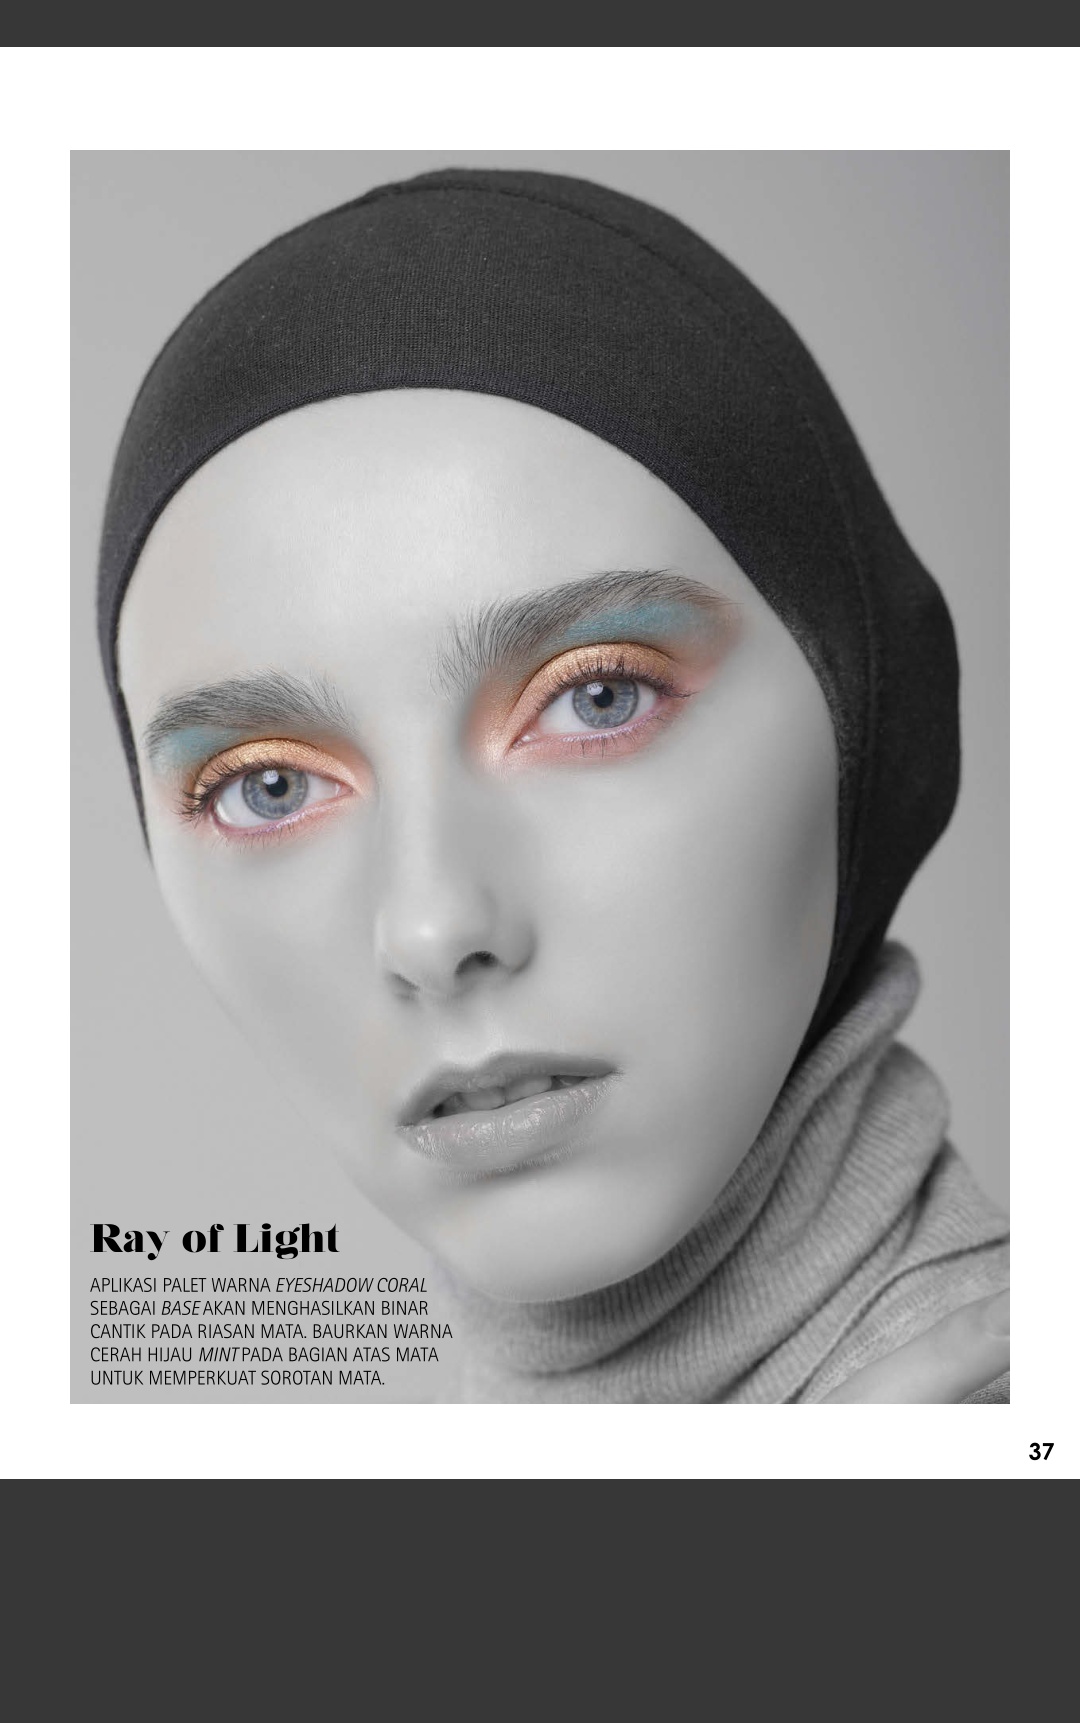 Ray of Light
APLIKASI PALET WARNA EYESHADOW CORAL
SEBAGAI BASE AKAN MENGHASILKAN BINAR
CANTIK PADA RIASAN MATA. BAURKAN WARNA
CERAH HIJAU MINT PADA BAGIAN ATAS MATA
UNTUK MEMPERKUAT SOROTAN MATA.
37